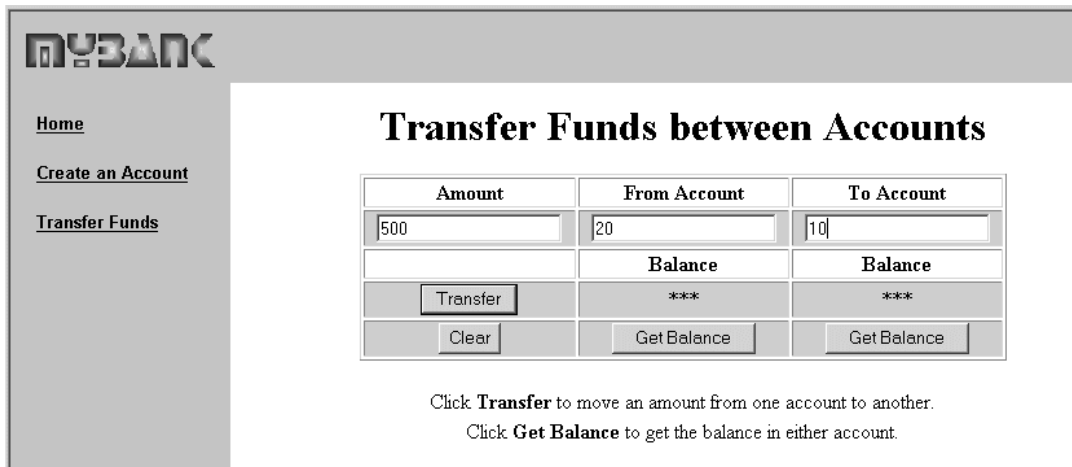 MYBANK
Home
Create an Account
Transfer Funds
Transfer Funds between Accounts
Amount From Account To Account
500 20 10
Balance Balance
Transfer *** ***
Clear Get Balance Get Balance
Click Transfer to move an amount from one account to another.
Click Get Balance to get the balance in either account.